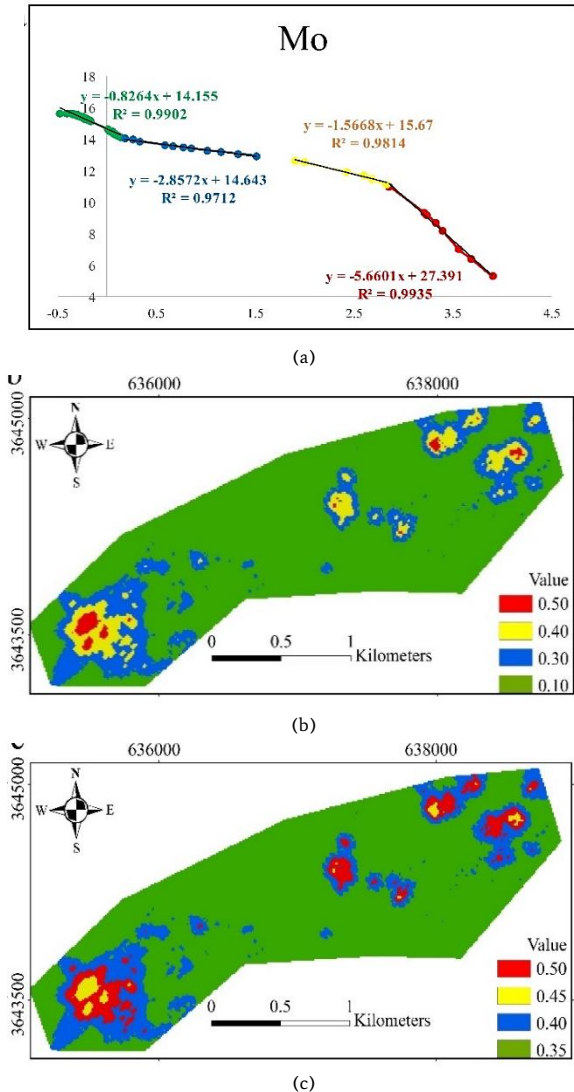 Mo
18
16
14
12
10
8
6
4
y = -0.8264x + 14.155
R² = 0.9902
y = -1.5668x + 15.67
R² = 0.9814
y = -2.8572x + 14.643
R² = 0.9712
y = -5.6601x + 27.391
R² = 0.9935
-0.5 0.5 1.5 2.5 3.5 4.5
(a)
636000 638000
3645000
3643500
N
W E
S
Value
0.50
0.40
0.30
0.10
0 0.5 1
Kilometers
(b)
636000 638000
3645000
3643500
N
W E
S
Value
0.50
0.45
0.40
0.35
0 0.5 1
Kilometers
(c)